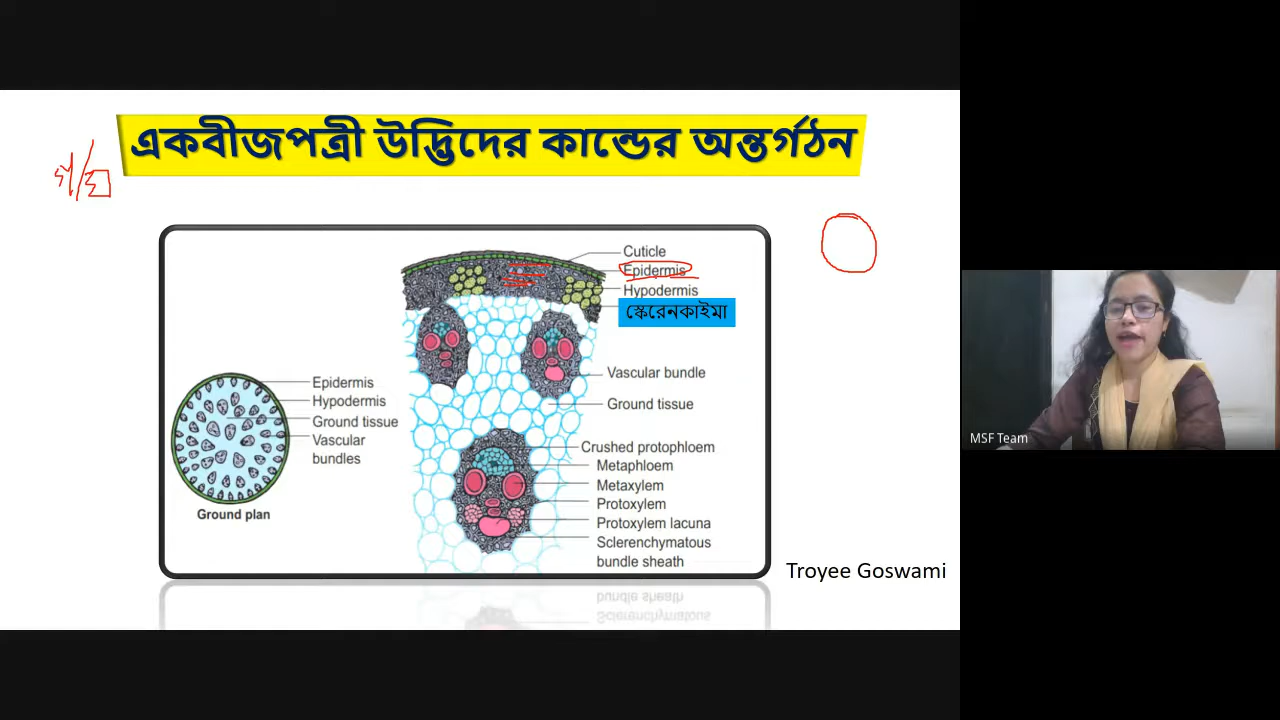 একবীজপত্রী উদ্ভিদের কান্ডের অন্তর্গঠন
Cuticle
Epidermis
Hypodermis
স্কেরেনকাইমা
Vascular bundle
Ground tissue
Crushed protophloem
Metaphloem
Metaxylem
Protoxylem
Protoxylem lacuna
Sclerenchymatous
bundle sheath
Epidermis
Hypodermis
Ground tissue
Vascular
bundles
Ground plan
Troyee Goswami
MSF Team